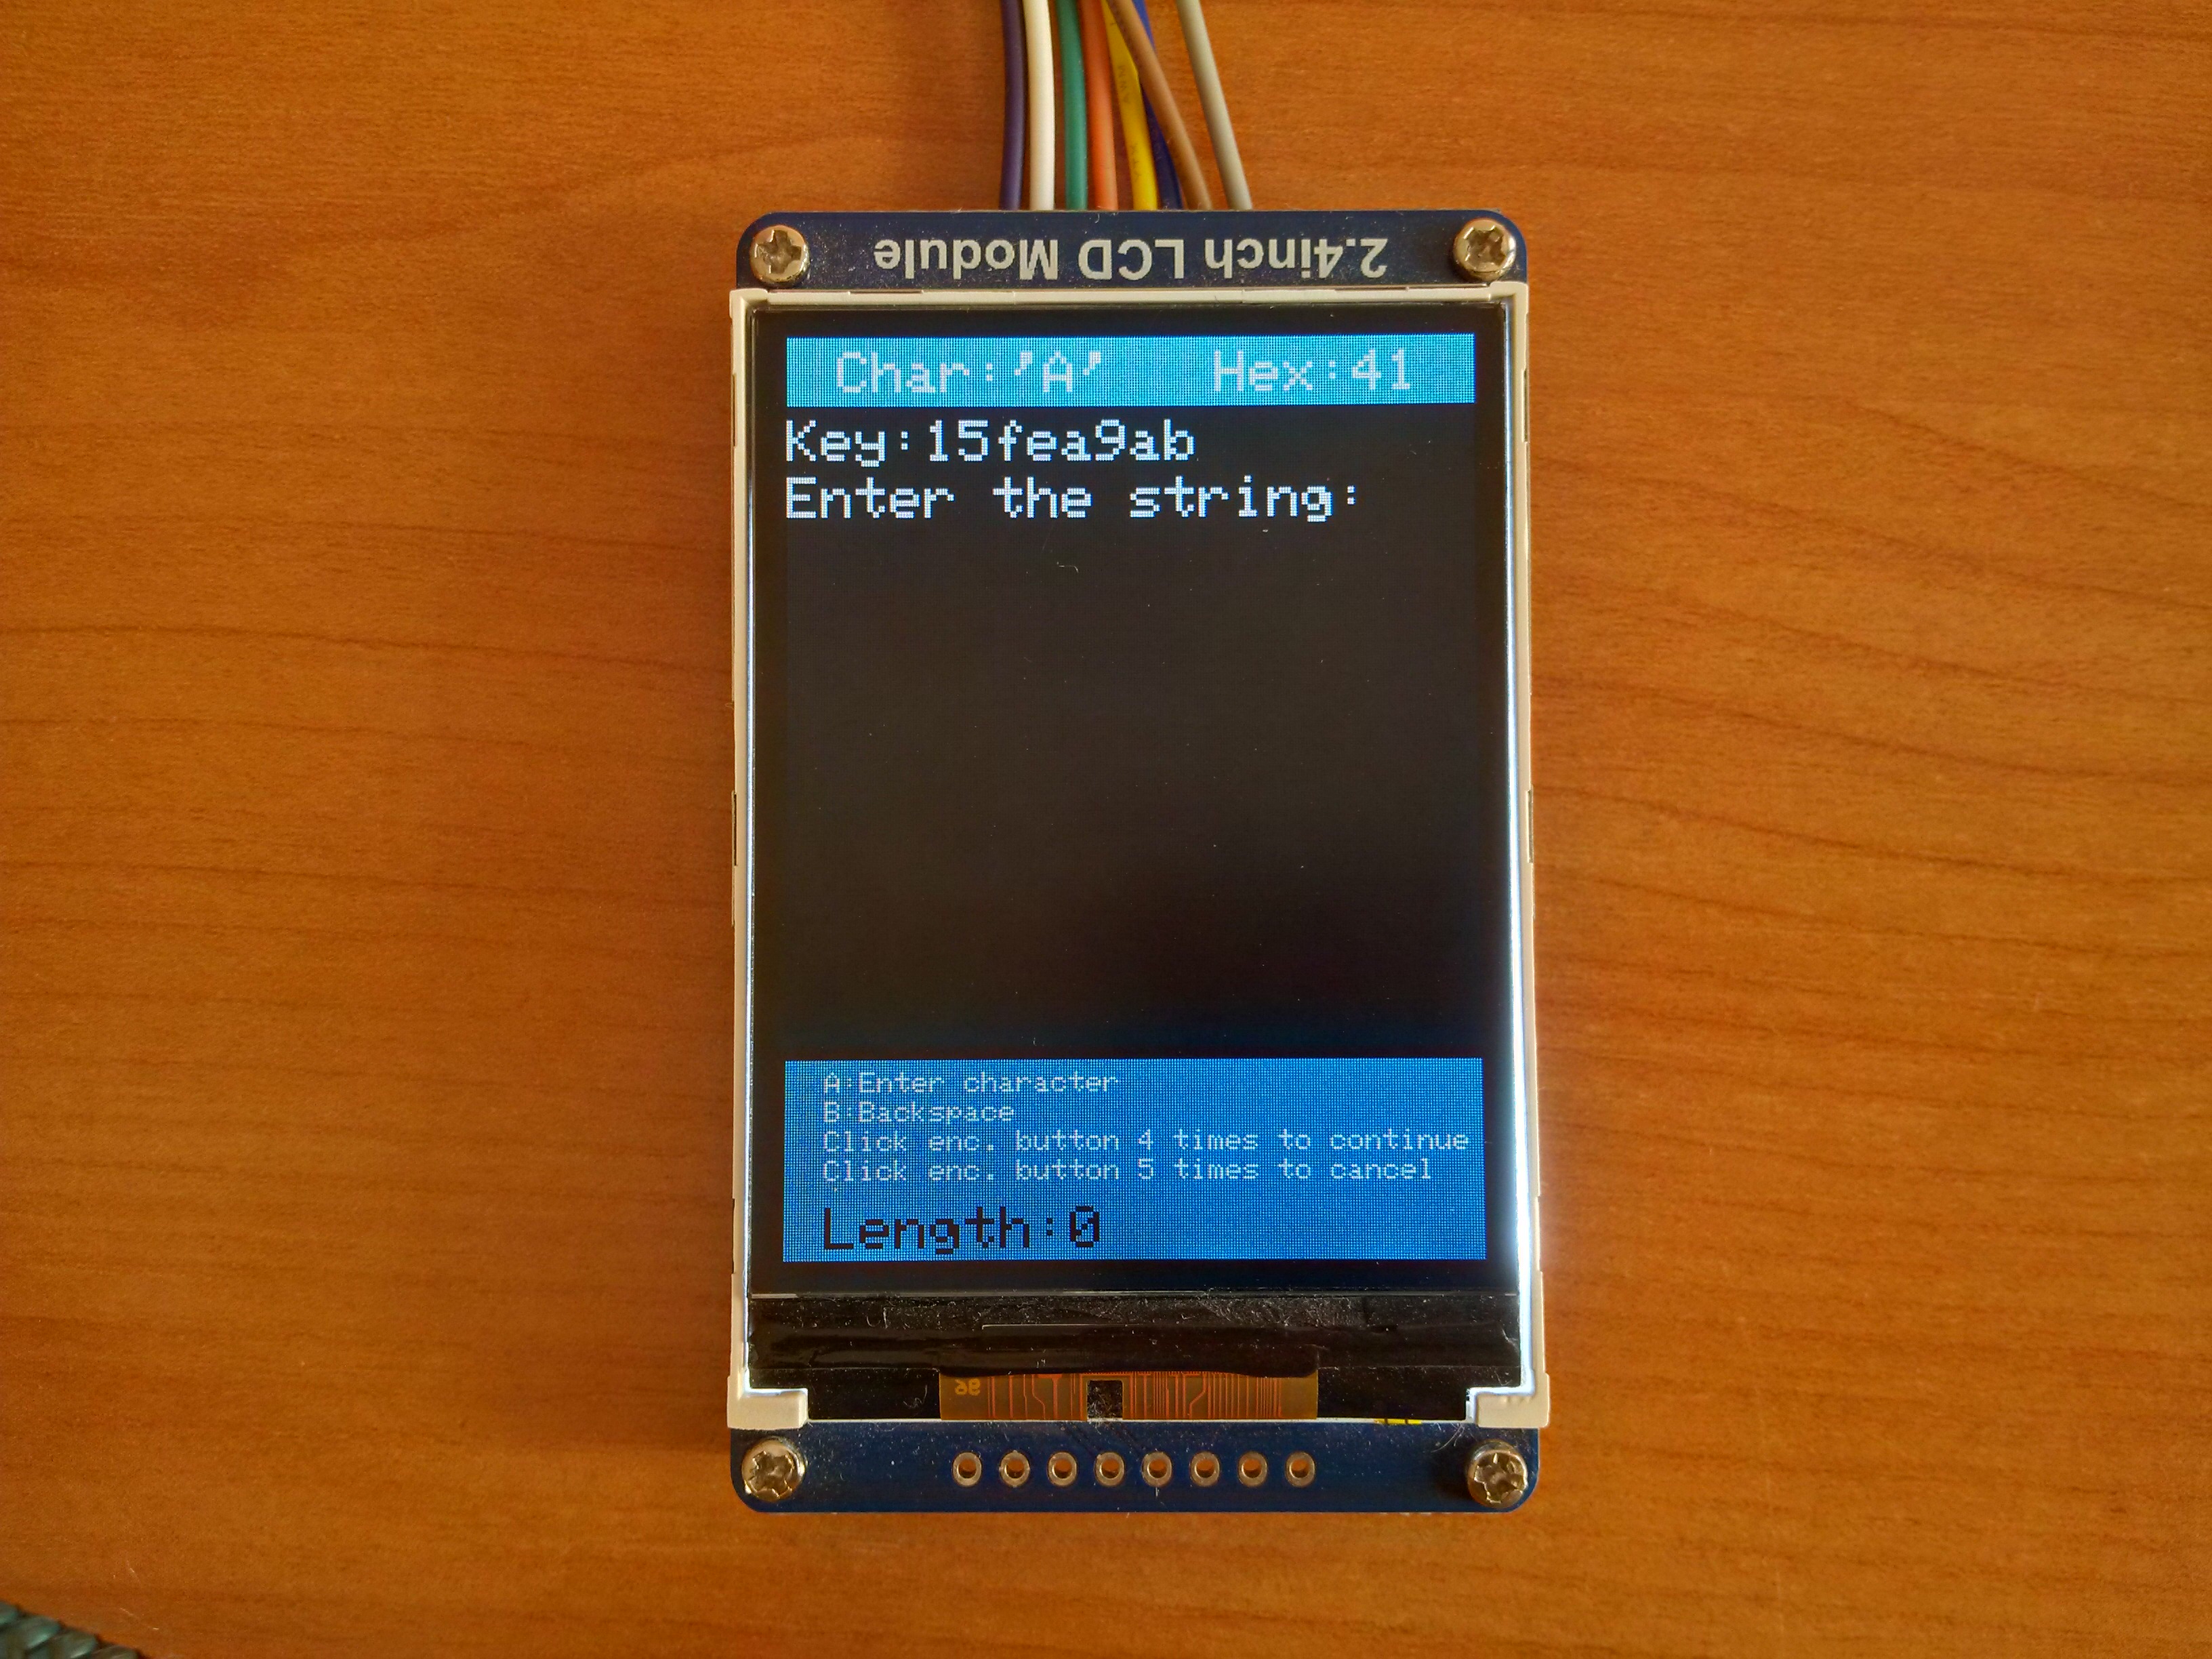 2.4inch LCD Module
Char:'A' Hex:41
Key:15fea9ab
Enter the string:
A:Enter character
B:Backspace
Click enc. button 4 times to continue
Click enc. button 5 times to cancel
Length:0